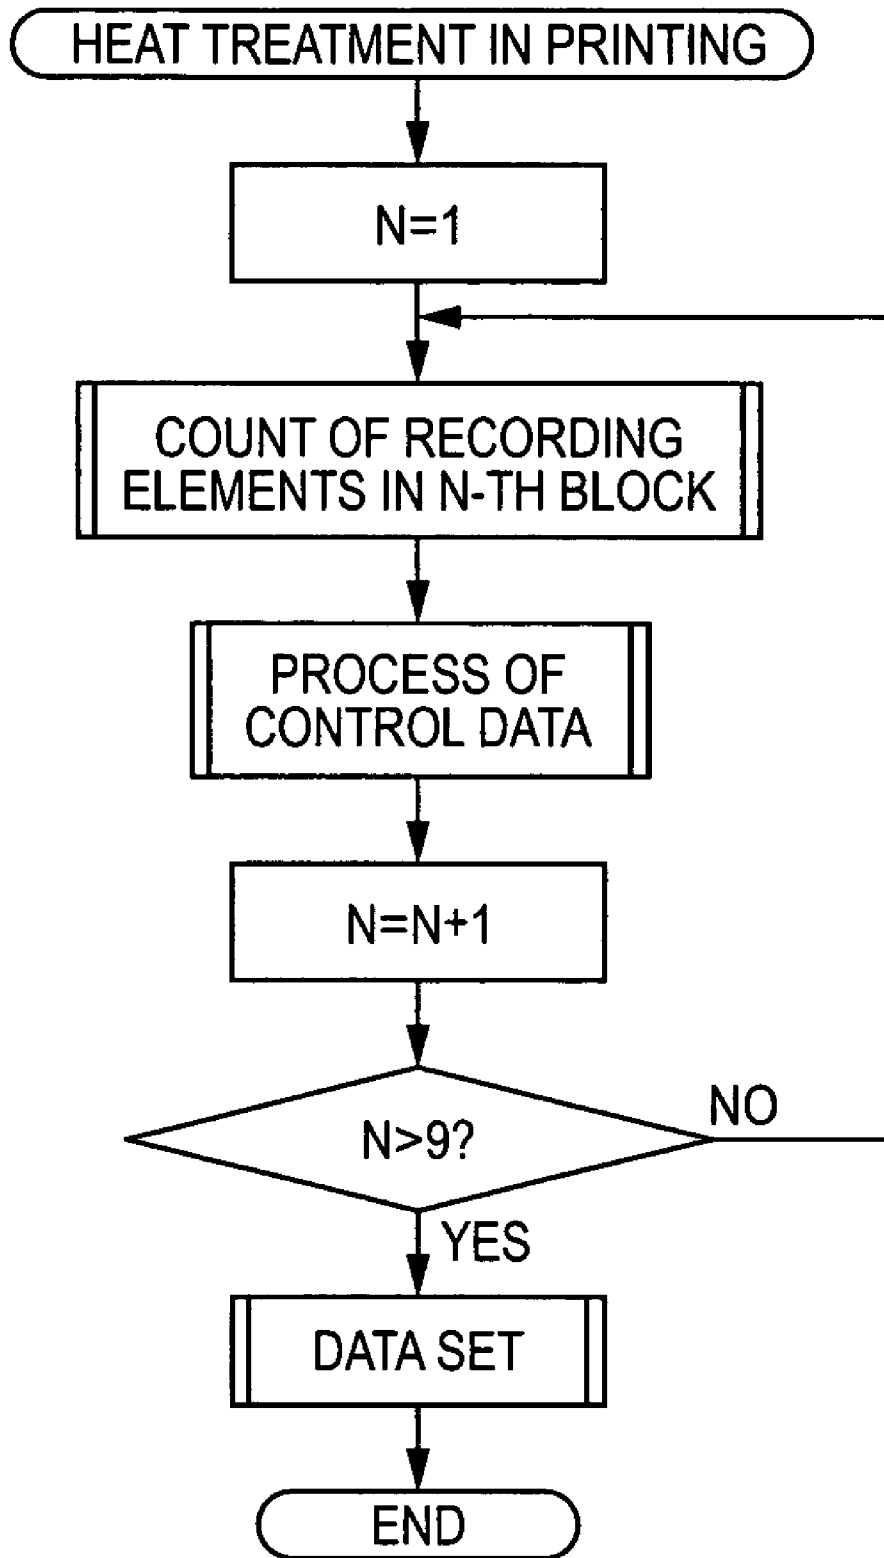 HEAT TREATMENT IN PRINTING
N=1
COUNT OF RECORDING
ELEMENTS IN N-TH BLOCK
PROCESS OF
CONTROL DATA
N=N+1
N>9?
NO
YES
DATA SET
END